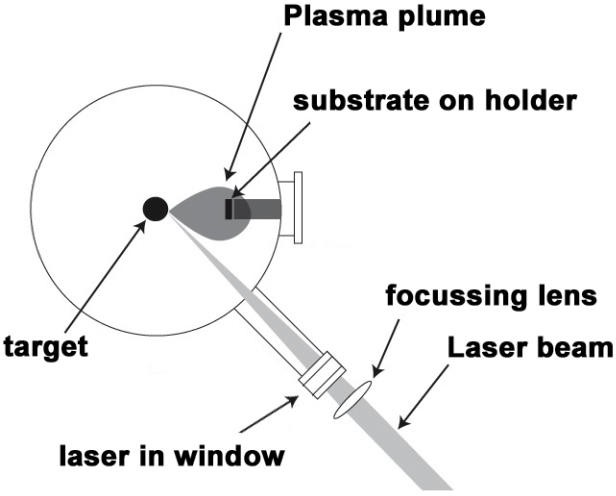 Plasma plume
substrate on holder
focussing lens
target
Laser beam
laser in window